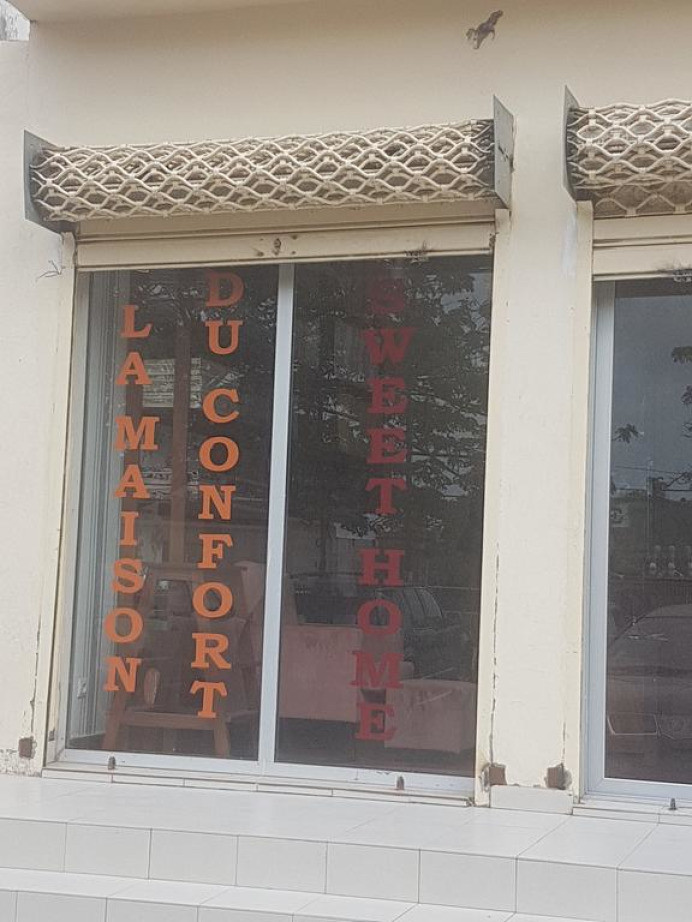 LA MAISON
DU CONFORT
SWEET HOME